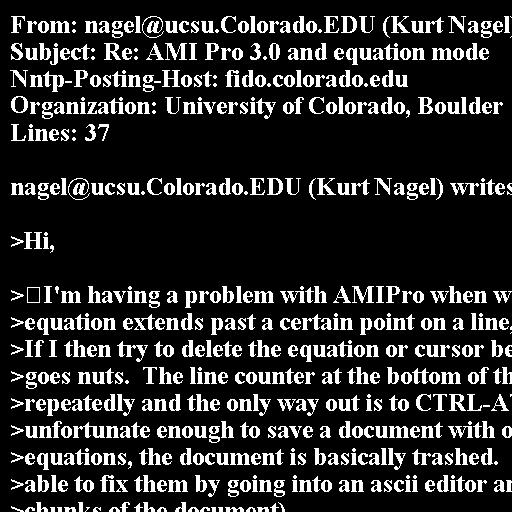 From: nagel@ucsu.Colorado.EDU (Kurt Nagel)
Subject: Re: AMI Pro 3.0 and equation mode
Nntp-Posting-Host: fido.colorado.edu
Organization: University of Colorado, Boulder
Lines: 37
nagel@ucsu.Colorado.EDU (Kurt Nagel) writes
>Hi,
>□I'm having a problem with AMIPro when w
>equation extends past a certain point on a line,
>If I then try to delete the equation or cursor be
>goes nuts.  The line counter at the bottom of th
>repeatedly and the only way out is to CTRL-A
>unfortunate enough to save a document with o
>equations, the document is basically trashed.
>able to fix them by going into an ascii editor an
>chunks of the document)